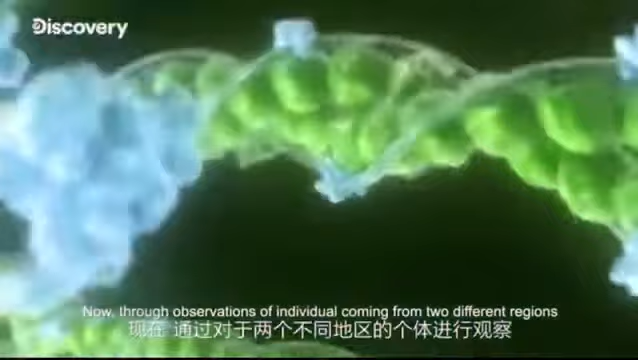 Discovery
Now, through observations of individual coming from two different regions
现在 通过对于两个不同地区的个体进行观察